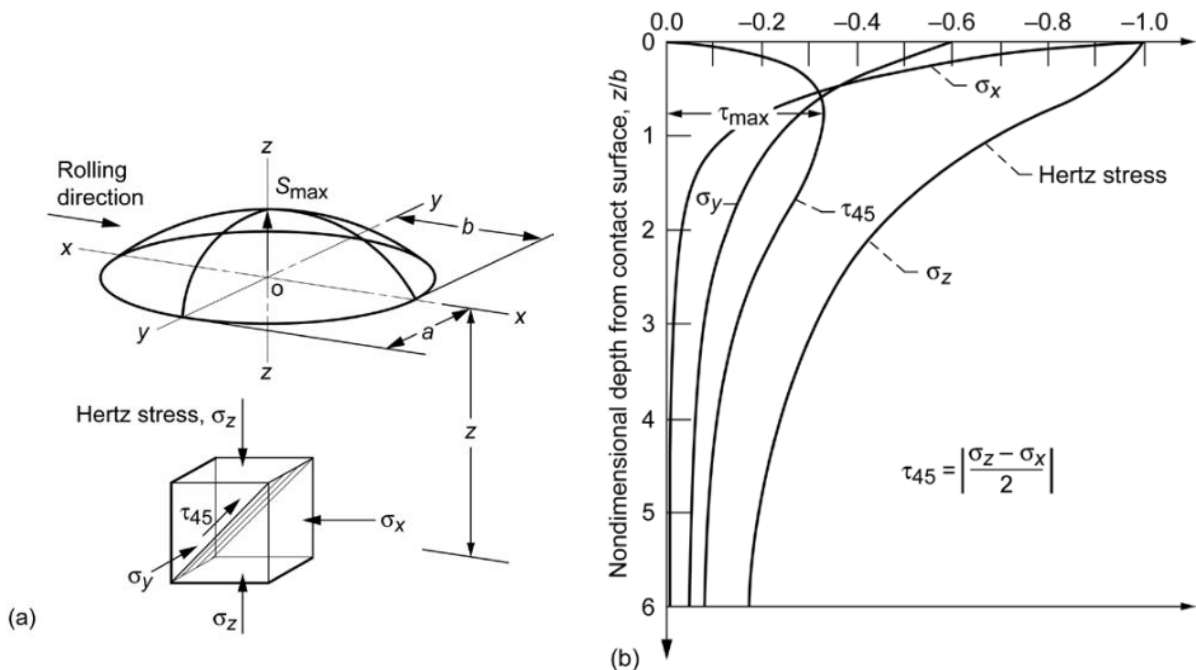 Rolling
direction
z
S_max
y
b
x
o
y
a
x
z
z
Hertz stress, σ_z
τ_45
σ_x
σ_y
σ_z
(a)
0.0 –0.2 –0.4 –0.6 –0.8 –1.0
Nondimensional depth from contact surface, z/b
0
1
2
3
4
5
6
σ_x
τ_max
Hertz stress
σ_y
τ_45
σ_z
τ_45 = |(σ_z – σ_x)/2|
(b)